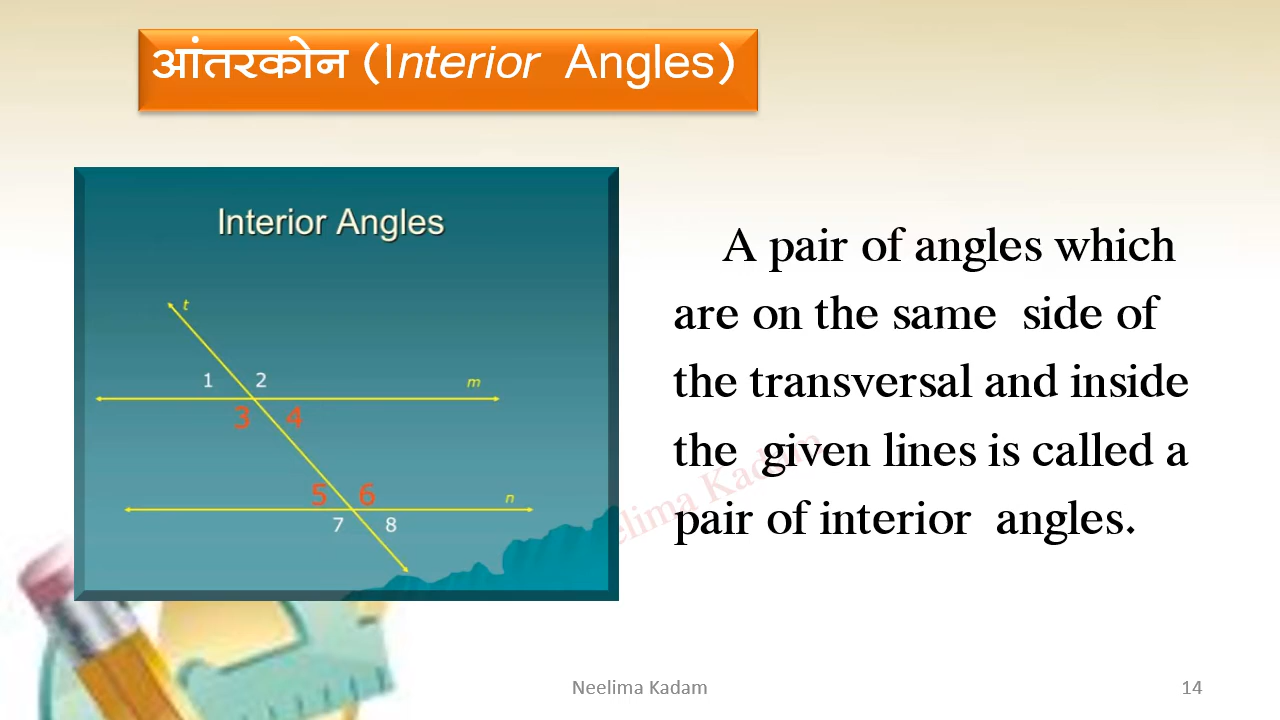 आंतरकोन (Interior Angles)
Interior Angles
t
1 2 m
3 4
5 6 n
7 8
A pair of angles which
are on the same side of
the transversal and inside
the given lines is called a
pair of interior angles.
Neelima Kadam
Neelima Kadam 14